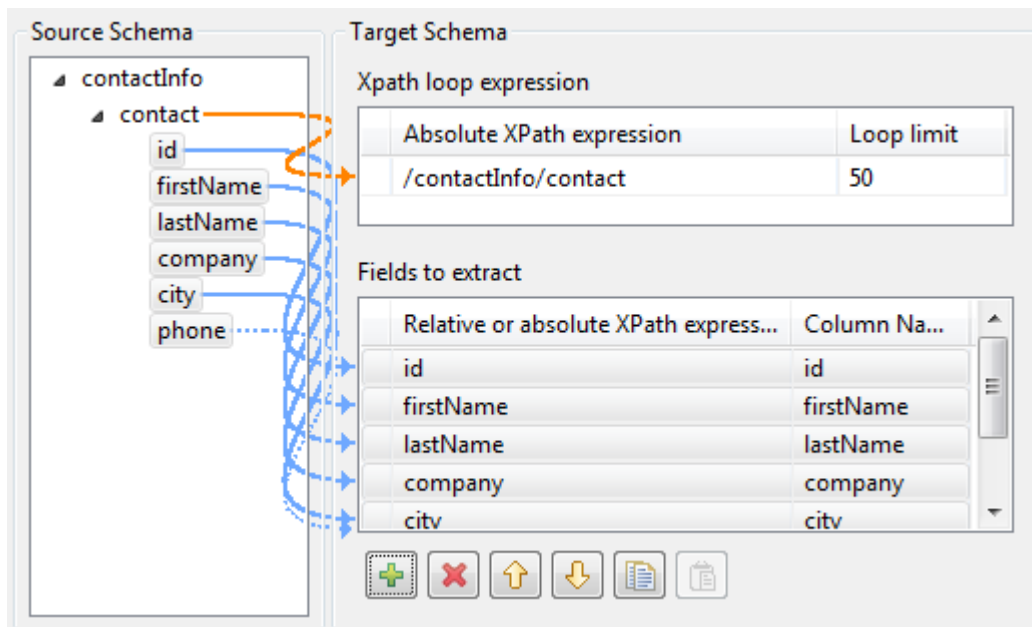 Source Schema
contactInfo
contact
id
firstName
lastName
company
city
phone
Target Schema
Xpath loop expression
Absolute XPath expression Loop limit
/contactInfo/contact 50
Fields to extract
Relative or absolute XPath express... Column Na...
id id
firstName firstName
lastName lastName
company company
city city